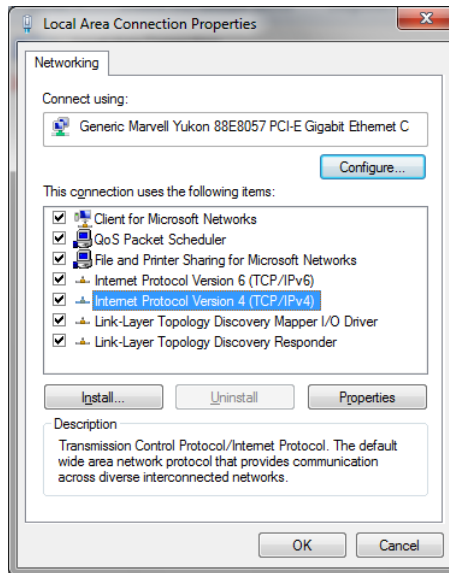 Local Area Connection Properties
x
Networking
Connect using:
Generic Marvell Yukon 88E8057 PCI-E Gigabit Ethernet C
Configure...
This connection uses the following items:
Client for Microsoft Networks
QoS Packet Scheduler
File and Printer Sharing for Microsoft Networks
Internet Protocol Version 6 (TCP/IPv6)
Internet Protocol Version 4 (TCP/IPv4)
Link-Layer Topology Discovery Mapper I/O Driver
Link-Layer Topology Discovery Responder
Install... Uninstall Properties
Description
Transmission Control Protocol/Internet Protocol. The default
wide area network protocol that provides communication
across diverse interconnected networks.
OK Cancel